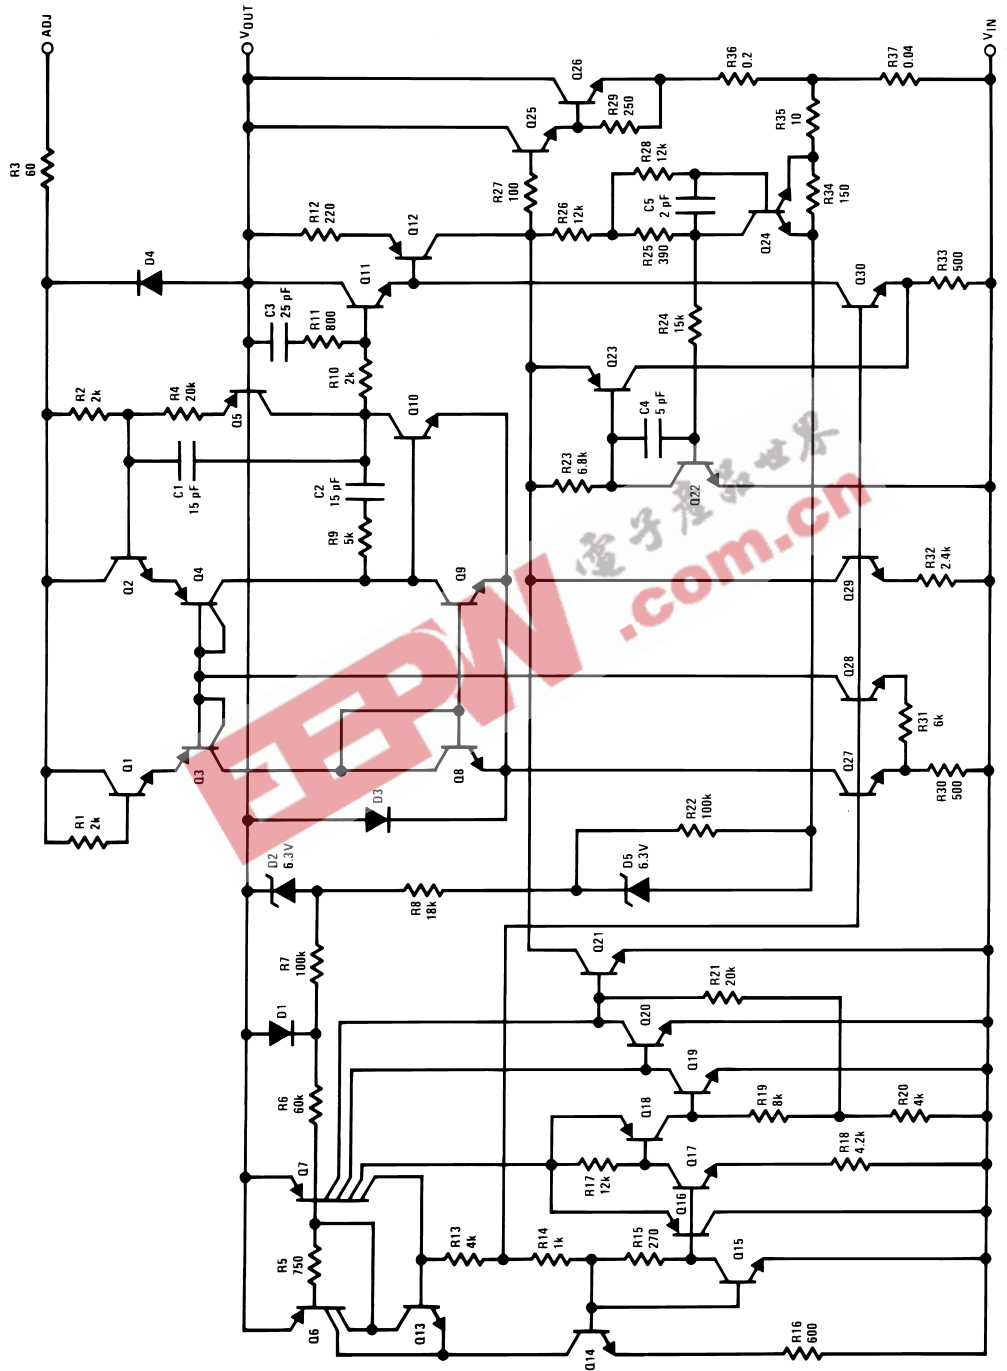 ADJ
VOUT
VIN
R3
60
R36
0.2
R37
0.04
Q26
Q25
R29
250
R35
10
R28
12k
R27
100
R26
12k
C5
2 pF
R34
150
R12
220
Q12
R25
390
Q24
D4
Q11
Q30
R33
500
C3
25 pF
R11
800
R24
15k
R2
2k
R4
20k
Q5
R10
2k
Q10
Q23
C4
5 pF
C1
15 pF
C2
15 pF
R23
6.8k
Q22
R9
5k
Q2
Q4
Q9
Q29
R32
2.4k
Q28
R31
6k
Q1
Q3
Q8
Q27
R30
500
R1
2k
D3
R22
100k
D2
6.3V
D5
6.3V
R8
18k
R7
100k
Q21
D1
R21
20k
Q20
R6
60k
Q19
Q18
R19
8k
R20
4k
Q7
R17
12k
Q17
R18
4.2k
Q16
R5
750
R13
4k
R14
1k
R15
270
Q15
Q6
Q13
Q14
R16
600
EEPW
電子產品世界
.com.cn